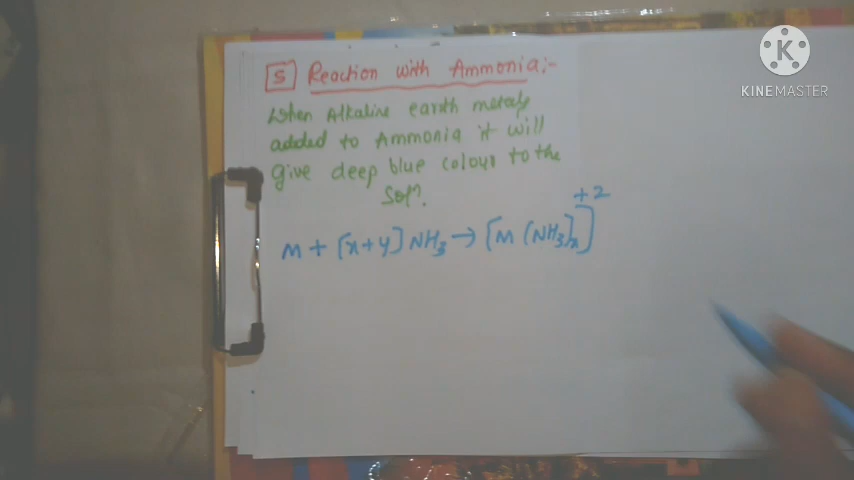 5 Reaction with Ammonia:-
When Alkaline earth metals
added to Ammonia it will
give deep blue colour to the
Sol?.
M + [x+y] NH3 → [M (NH3)x]+2
K
KINEMASTER